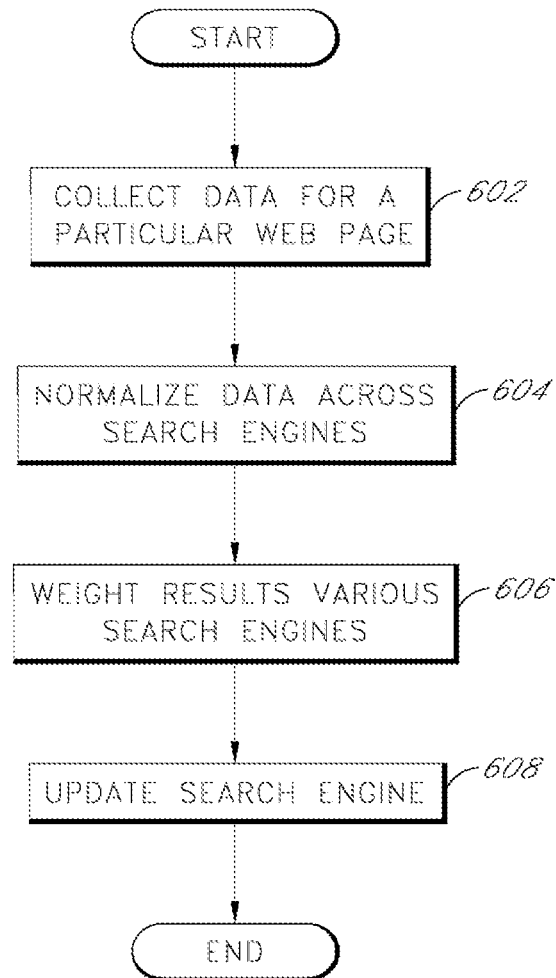 START
COLLECT DATA FOR A
PARTICULAR WEB PAGE
602
NORMALIZE DATA ACROSS
SEARCH ENGINES
604
WEIGHT RESULTS VARIOUS
SEARCH ENGINES
606
UPDATE SEARCH ENGINE
608
END